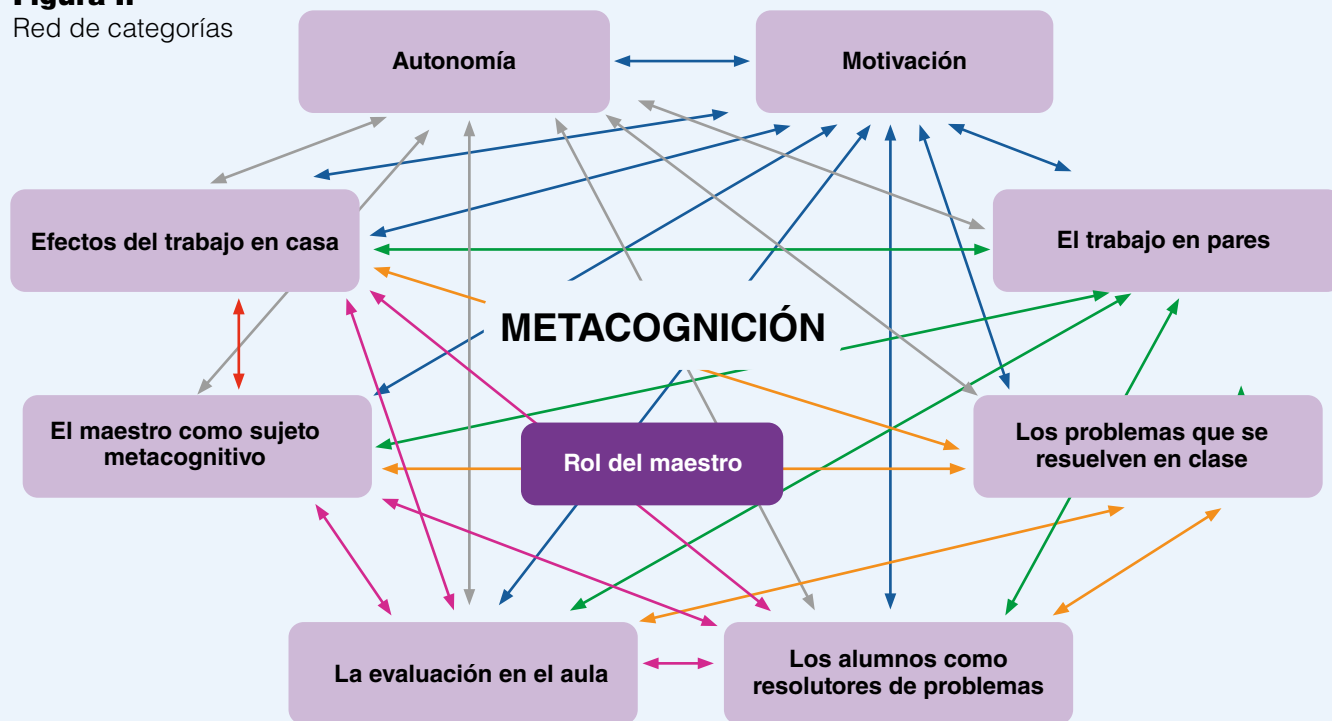 Red de categorías
Autonomía
Motivación
Efectos del trabajo en casa
El trabajo en pares
METACOGNICIÓN
El maestro como sujeto
metacognitivo
Rol del maestro
Los problemas que se
resuelven en clase
La evaluación en el aula
Los alumnos como
resolutores de problemas